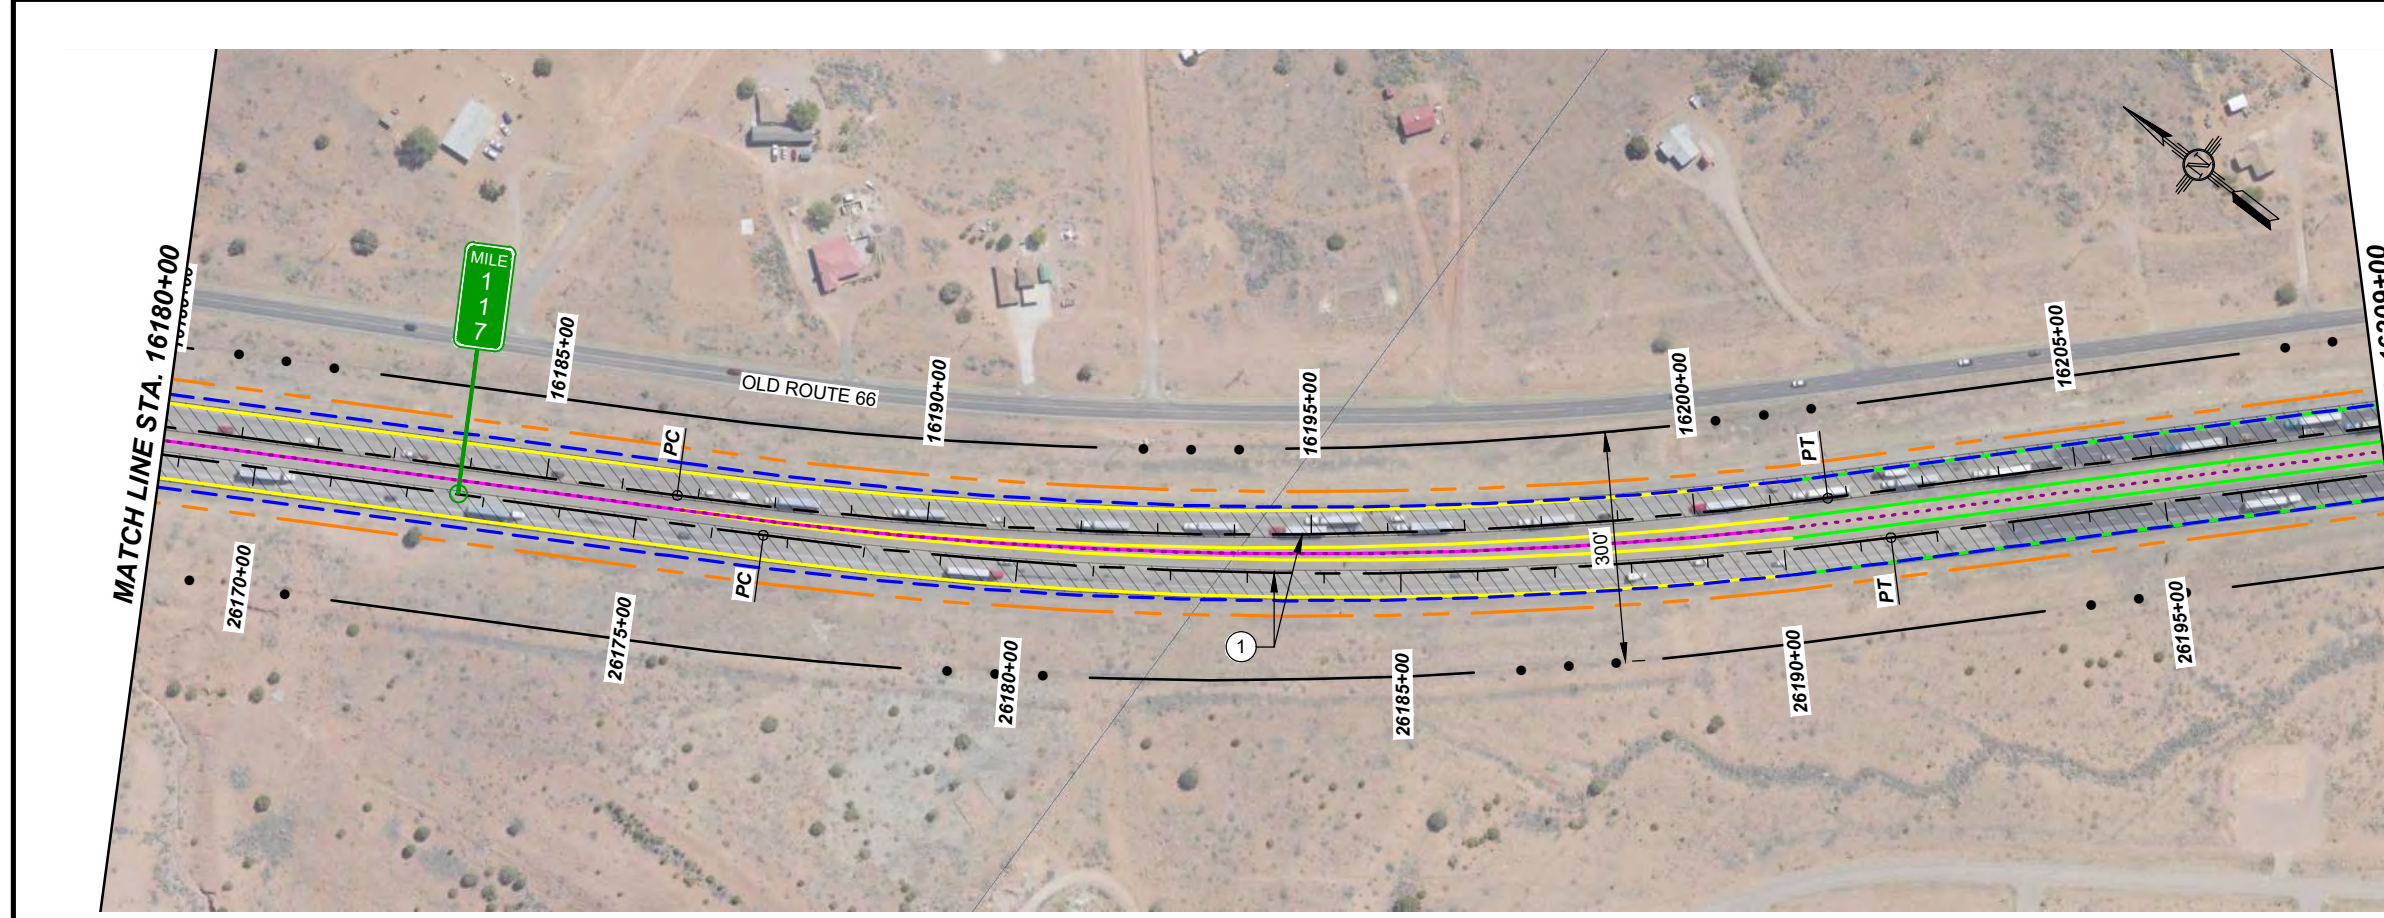 MATCH LINE STA. 16180+00
MILE
1
1
7
16185+00
OLD ROUTE 66
16190+00
16195+00
16200+00
16205+00
PC
PT
N
300'
1
PC
PT
26170+00
26175+00
26180+00
26185+00
26190+00
26195+00